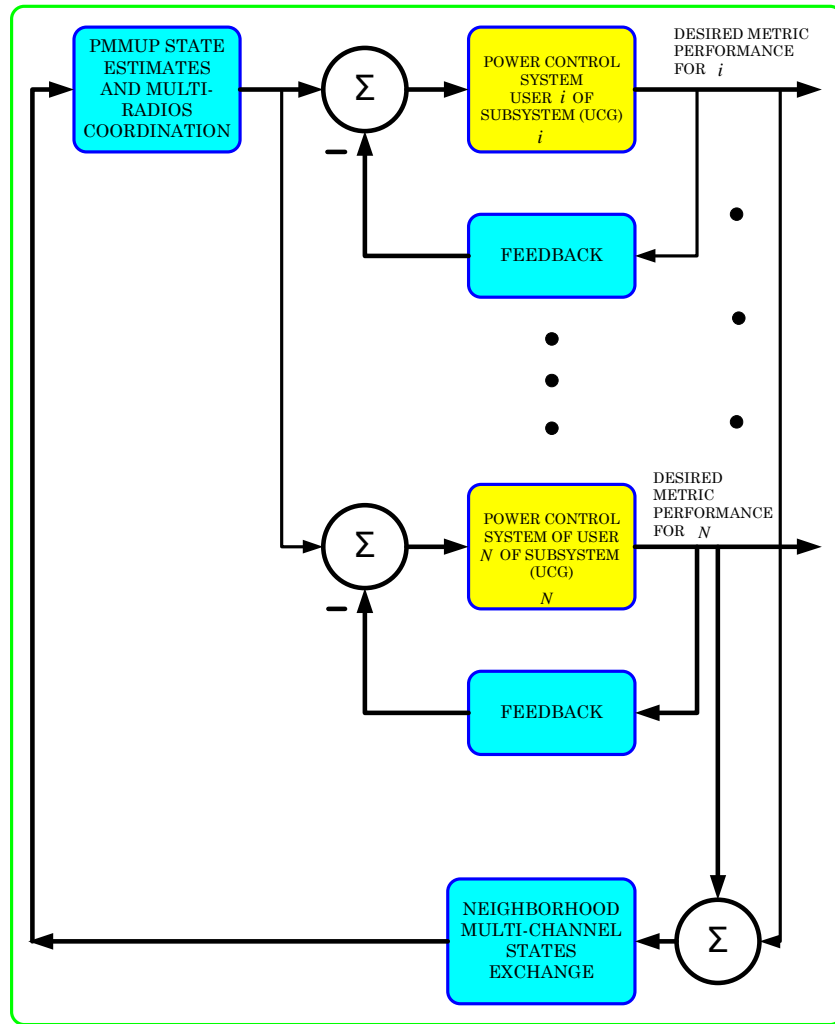 PMMUP STATE
ESTIMATES
AND MULTI-
RADIOS
COORDINATION
Σ
POWER CONTROL
SYSTEM
USER i OF
SUBSYSTEM (UCG)
i
DESIRED METRIC
PERFORMANCE
FOR i
FEEDBACK
Σ
POWER CONTROL
SYSTEM OF USER
N OF SUBSYSTEM
(UCG)
N
DESIRED
METRIC
PERFORMANCE
FOR N
FEEDBACK
NEIGHBORHOOD
MULTI-CHANNEL
STATES
EXCHANGE
Σ